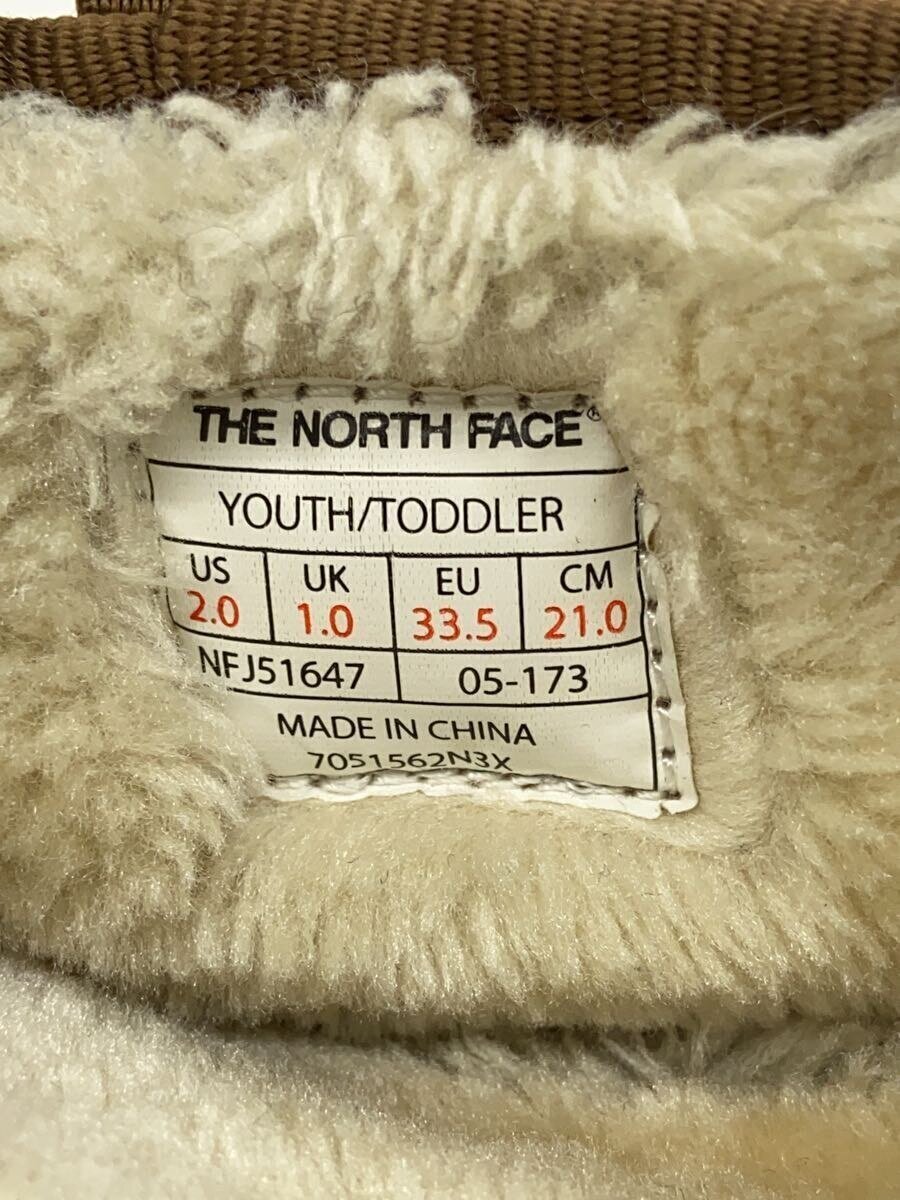 THE NORTH FACE®
YOUTH/TODDLER
US UK EU CM
2.0 1.0 33.5 21.0
NFJ51647 05-173
MADE IN CHINA
7051562N3X